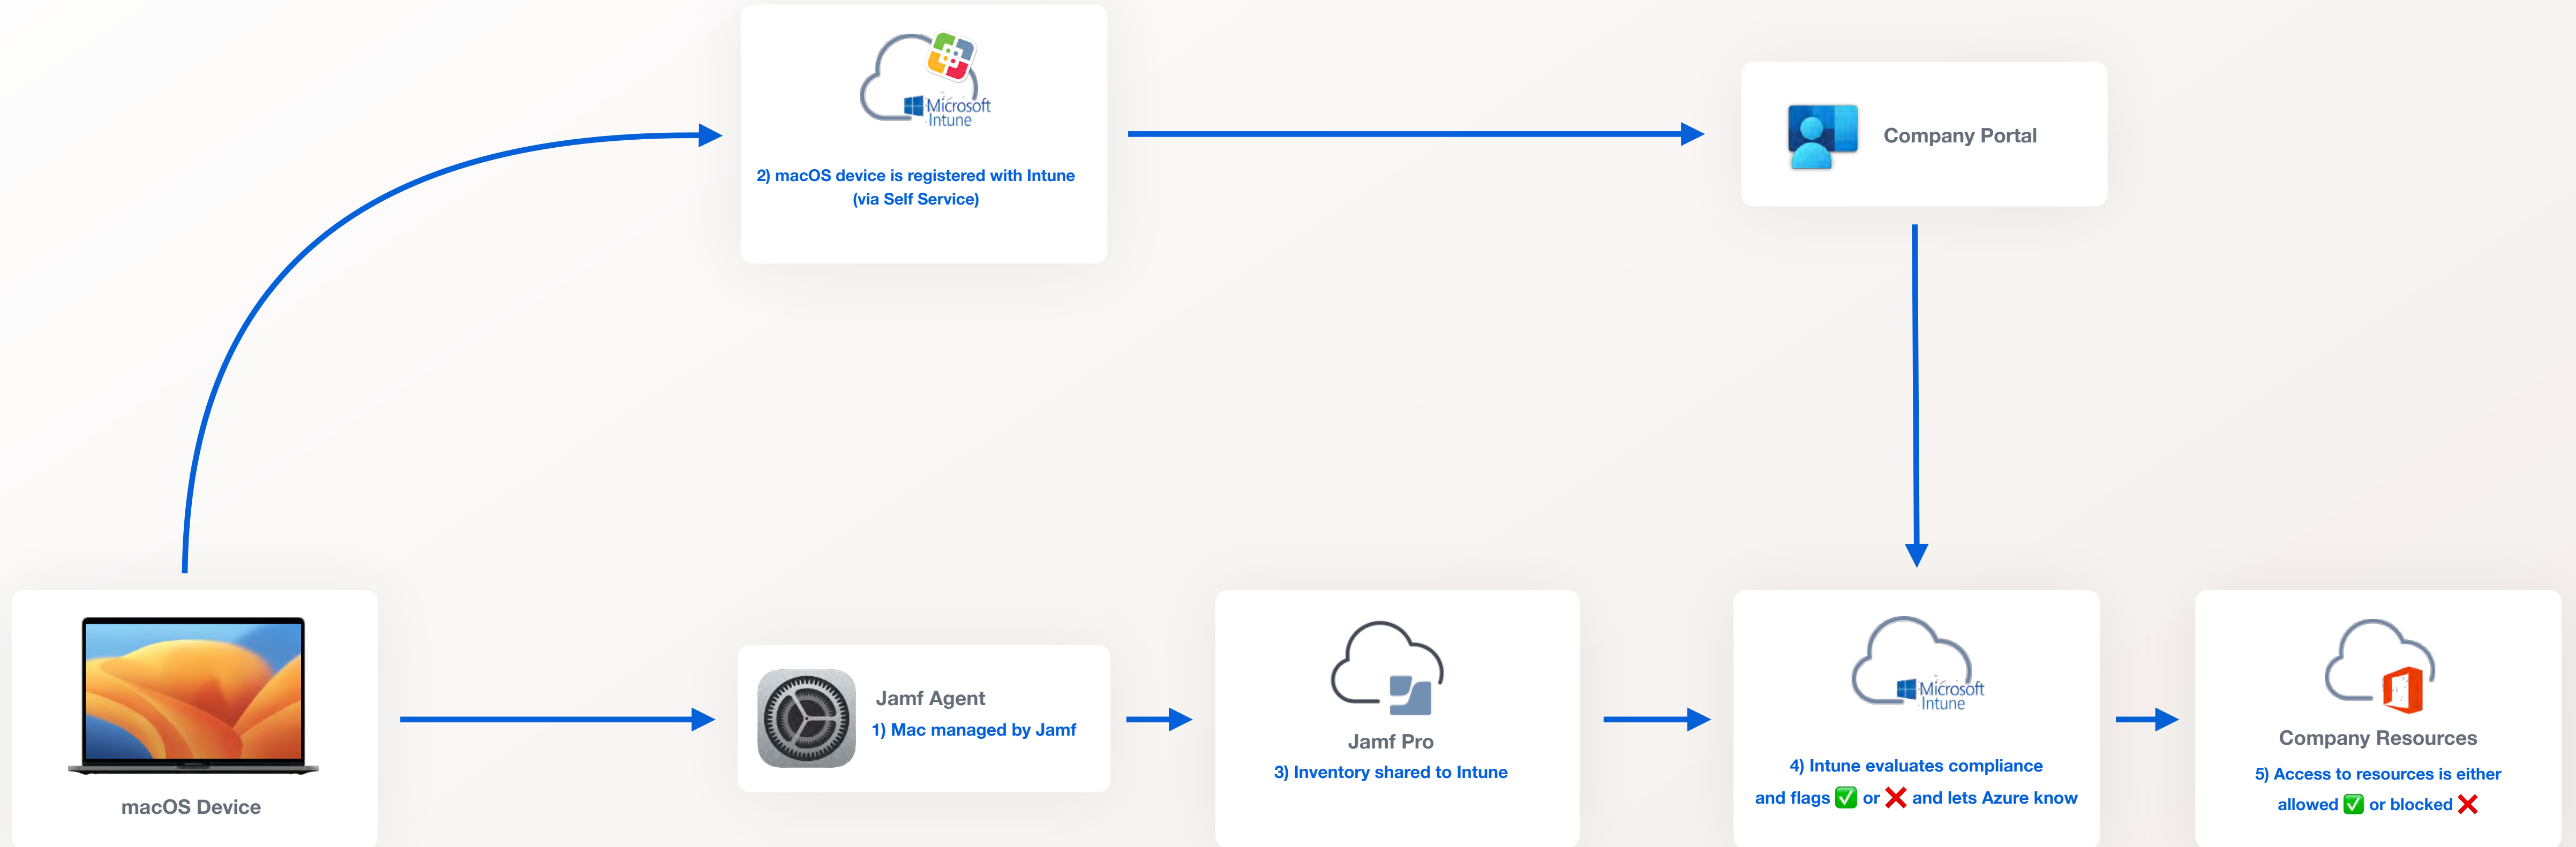 Microsoft
Intune
2) macOS device is registered with Intune
(via Self Service)
Company Portal
macOS Device
Jamf Agent
1) Mac managed by Jamf
Jamf Pro
3) Inventory shared to Intune
Microsoft
Intune
4) Intune evaluates compliance
and flags ✅ or ❌ and lets Azure know
Company Resources
5) Access to resources is either
allowed ✅ or blocked ❌